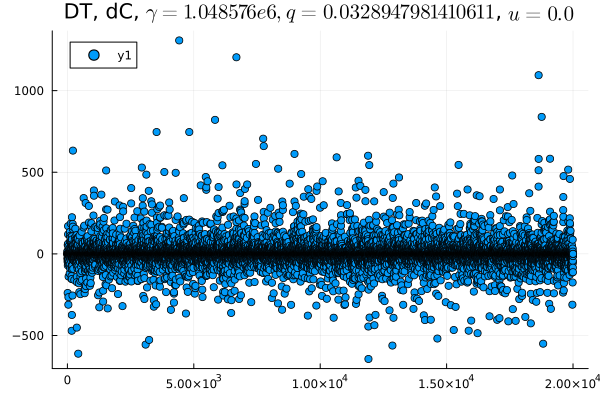 DT, dC, γ = 1.048576e6, q = 0.0328947981410611, u = 0.0
y1
1000
500
0
−500
0 5.00×10³ 1.00×10⁴ 1.50×10⁴ 2.00×10⁴